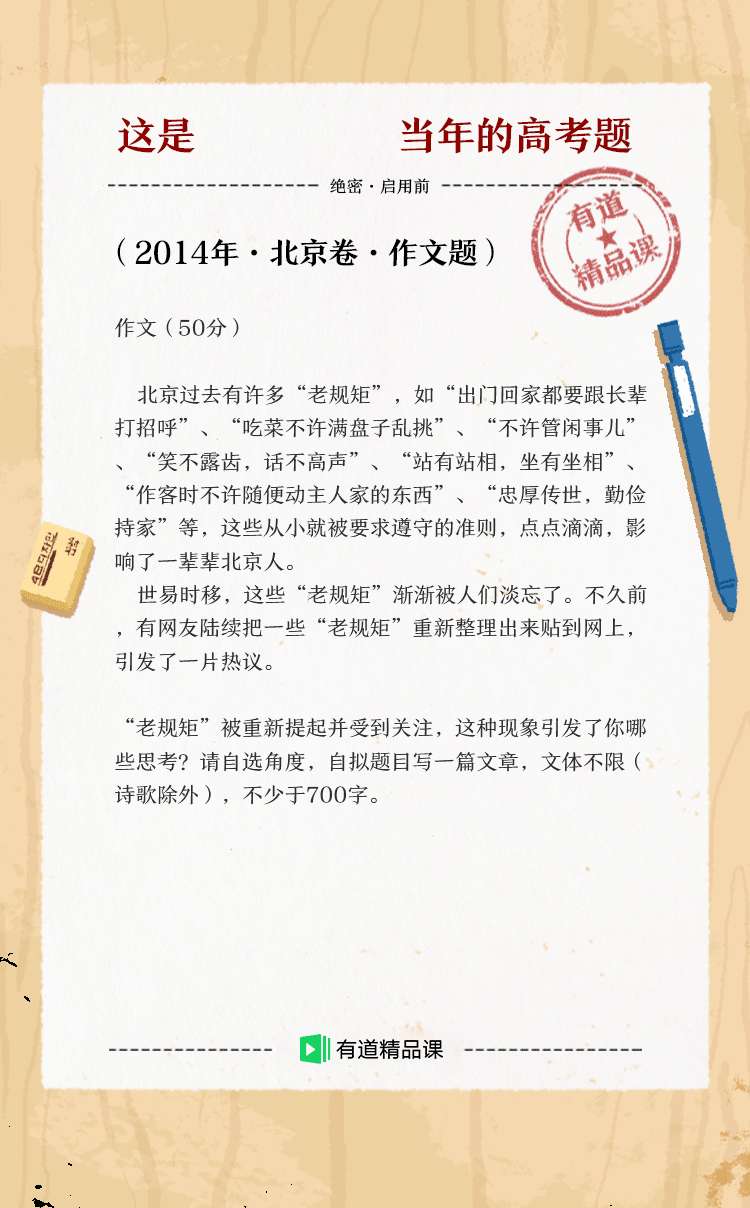 这是 当年的高考题
绝密·启用前
有道
精品课
（2014年·北京卷·作文题）
作文（50分）
北京过去有许多“老规矩”，如“出门回家都要跟长辈
打招呼”、“吃菜不许满盘子乱挑”、“不许管闲事儿”
、“笑不露齿，话不高声”、“站有站相，坐有坐相”、
“作客时不许随便动主人家的东西”、“忠厚传世，勤俭
持家”等，这些从小就被要求遵守的准则，点点滴滴，影
响了一辈辈北京人。
世易时移，这些“老规矩”渐渐被人们淡忘了。不久前
，有网友陆续把一些“老规矩”重新整理出来贴到网上，
引发了一片热议。
“老规矩”被重新提起并受到关注，这种现象引发了你哪
些思考？请自选角度，自拟题目写一篇文章，文体不限（
诗歌除外），不少于700字。
有道精品课